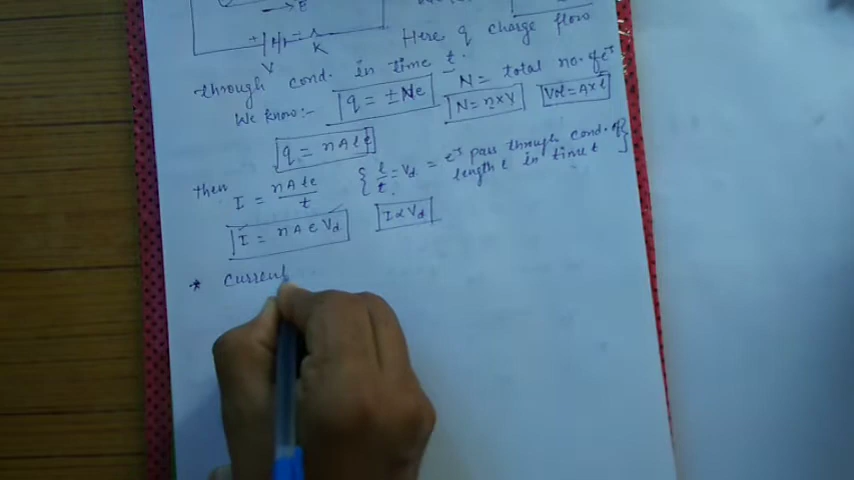 E
+ -
V
K
Here q charge flow
through cond. in time t.
We know:- q = ±Ne N = total no. of e⁻s
N = n×V Vol = A×l
q = nAle
then I = nAle/t { l/t = Vd = e⁻s pass through cond. of
length l in time t }
I = nAeVd I ∝ Vd
* Current